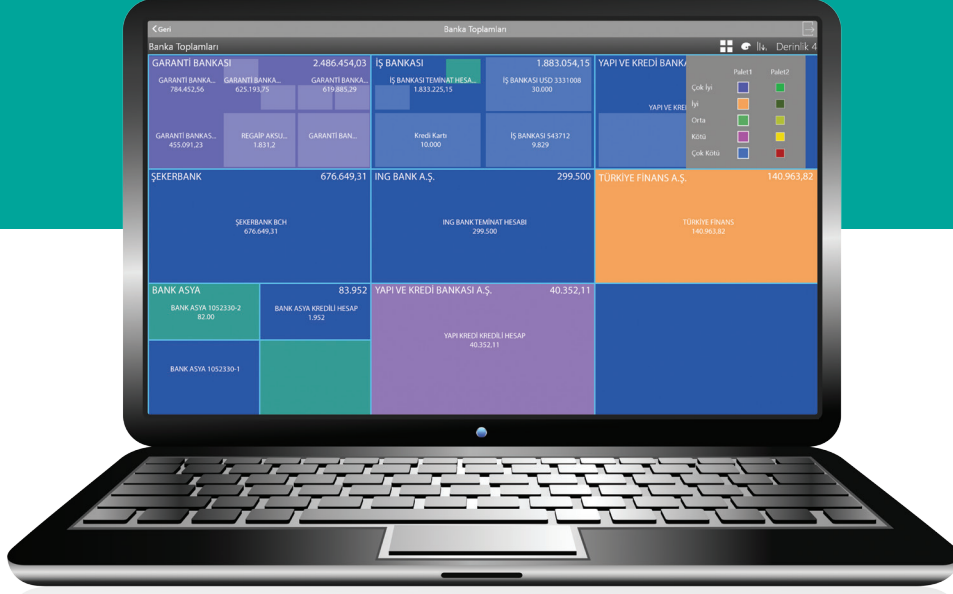 Geri
Banka Toplamları
Banka Toplamları
Derinlik 4
GARANTİ BANKASI 2.486.454,03
GARANTİ BANKA...
784.452,56
GARANTİ BANKA...
625.193,75
GARANTİ BANKA...
619.885,29
GARANTİ BANKAS...
455.091,23
REGAİP AKSU...
1.831,2
GARANTİ BAN...
İŞ BANKASI 1.883.054,15
İŞ BANKASI TEMİNAT HESA...
1.833.225,15
İŞ BANKASI USD 3331008
30.000
Kredi Kartı
10.000
İŞ BANKASI 543712
9.829
YAPI VE KREDİ BANKA
YAPI VE KREI
Palet1 Palet2
Çok İyi
İyi
Orta
Kötü
Çok Kötü
ŞEKERBANK 676.649,31
ŞEKERBANK BCH
676.649,31
ING BANK A.Ş. 299.500
ING BANK TEMİNAT HESABI
299.500
TÜRKİYE FİNANS A.Ş. 140.963,82
TÜRKİYE FİNANS
140.963,82
BANK ASYA 83.952
BANK ASYA 1052330-2
82.00
BANK ASYA KREDİLİ HESAP
1.952
BANK ASYA 1052330-1
YAPI VE KREDİ BANKASI A.Ş. 40.352,11
YAPI KREDİ KREDİLİ HESAP
40.352,11